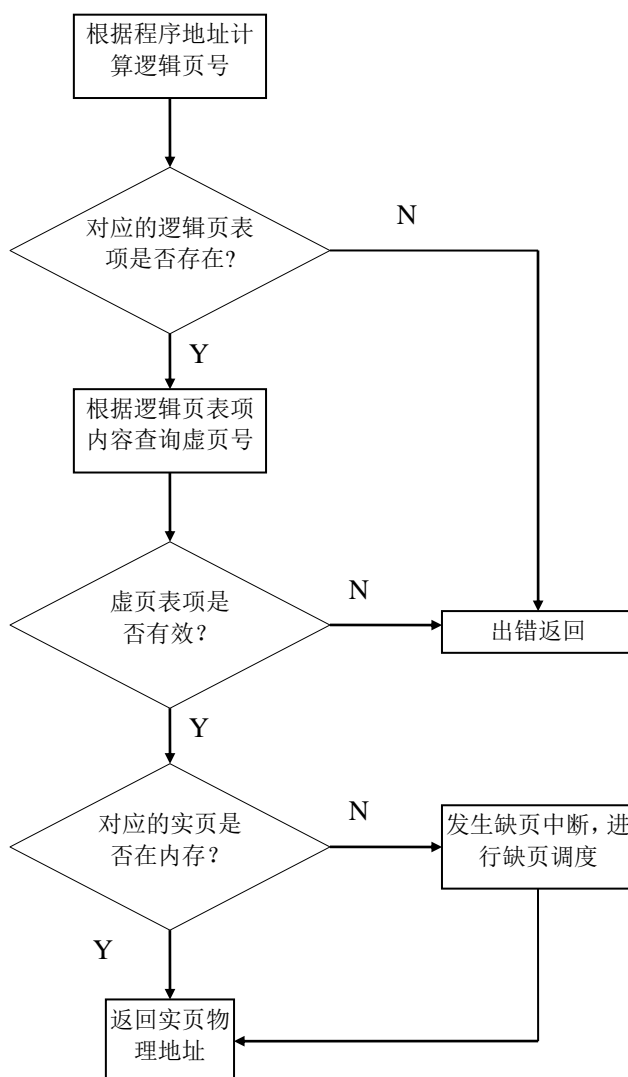 根据程序地址计
算逻辑页号
对应的逻辑页表
项是否存在?
N
Y
根据逻辑页表项
内容查询虚页号
虚页表项是
否有效？
N
出错返回
Y
对应的实页是
否在内存？
N
发生缺页中断，进
行缺页调度
Y
返回实页物
理地址